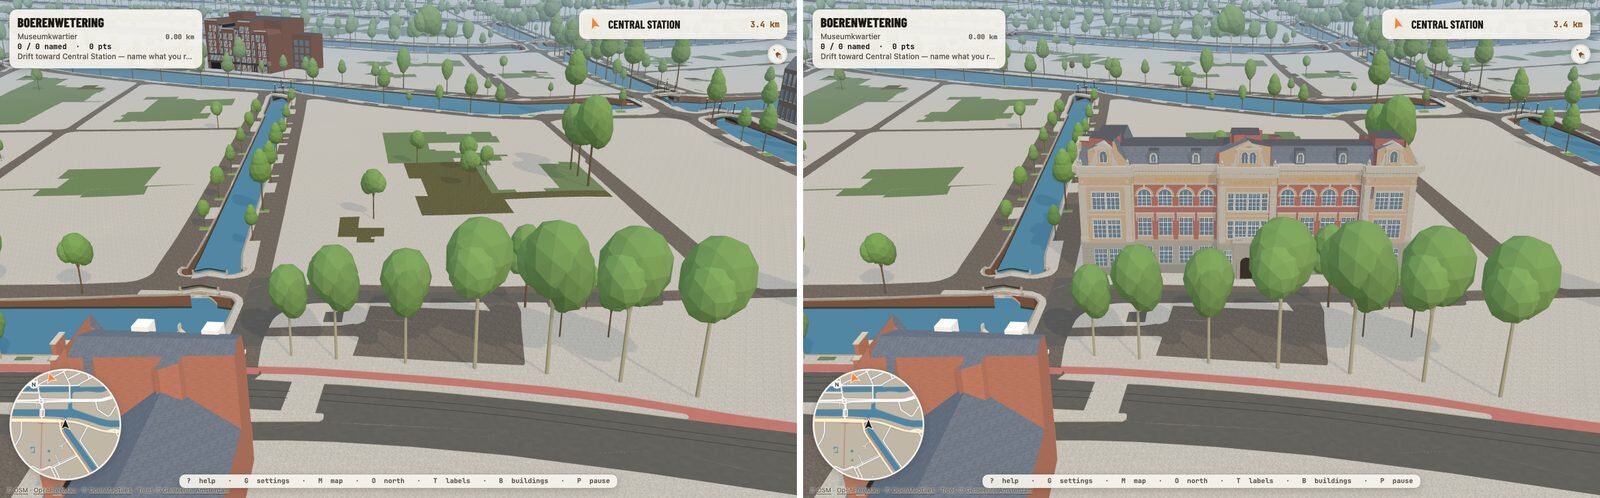 BOERENWETERING
Museumkwartier 0.00 km
0 / 0 named · 0 pts
Drift toward Central Station — name what you r...
CENTRAL STATION 3.4 km
N
? help · G settings · M map · O north · T labels · B buildings · P pause
BOERENWETERING
Museumkwartier 0.00 km
0 / 0 named · 0 pts
Drift toward Central Station — name what you r...
CENTRAL STATION 3.4 km
N
? help · G settings · M map · O north · T labels · B buildings · P pause